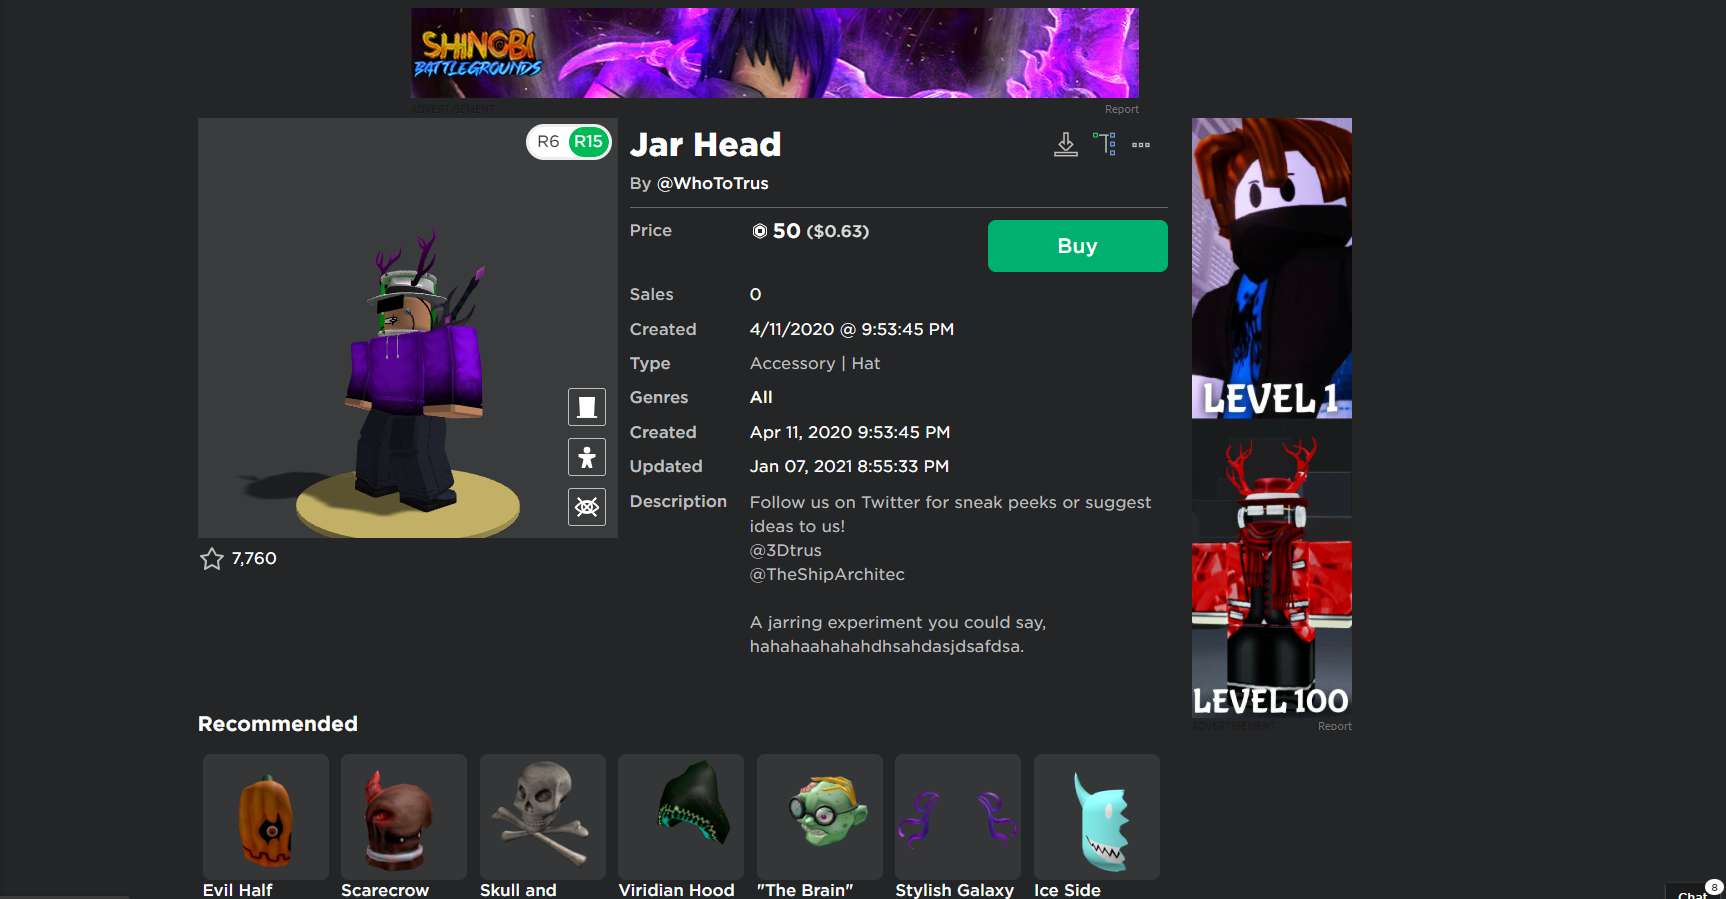 SHINOBI
BATTLEGROUNDS
ADVERTISEMENT
Report
R6 R15
Jar Head
By @WhoToTrus
Price 50 ($0.63)
Buy
Sales 0
Created 4/11/2020 @ 9:53:45 PM
Type Accessory | Hat
Genres All
Created Apr 11, 2020 9:53:45 PM
Updated Jan 07, 2021 8:55:33 PM
Description Follow us on Twitter for sneak peeks or suggest
ideas to us!
@3Dtrus
@TheShipArchitec
A jarring experiment you could say,
hahahaahahahdhsahdasjdsafdsa.
7,760
LEVEL 1
LEVEL 100
ADVERTISEMENT
Report
Recommended
Evil Half
Scarecrow
Skull and
Viridian Hood
"The Brain"
Stylish Galaxy
Ice Side
Chat
8